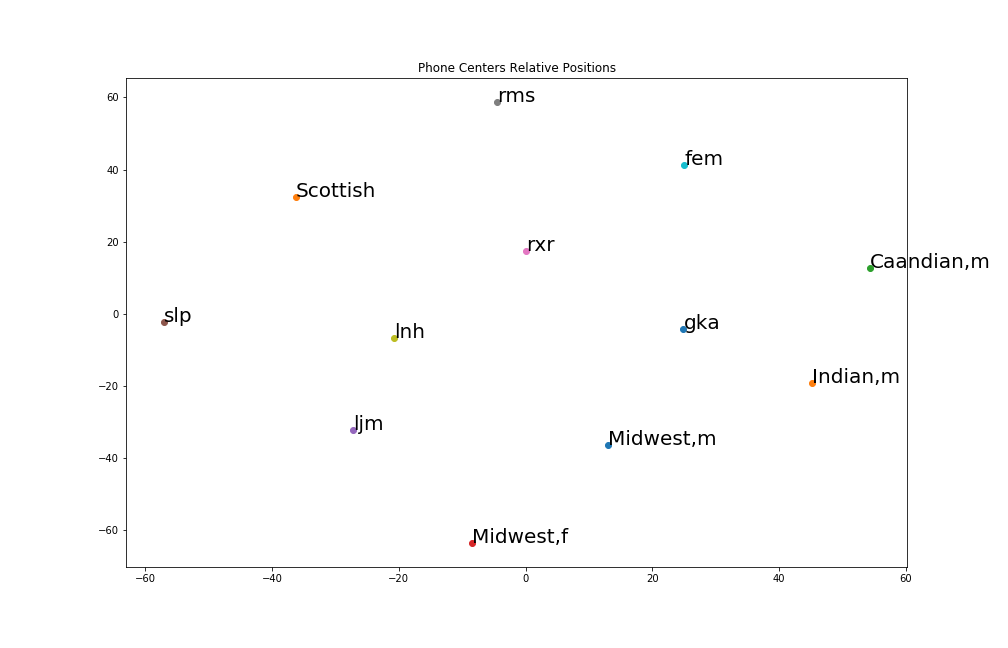 Phone Centers Relative Positions
60
40
20
0
−20
−40
−60
rms
fem
Scottish
rxr
Caandian,m
slp
lnh
gka
Indian,m
ljm
Midwest,m
Midwest,f
−60 −40 −20 0 20 40 60